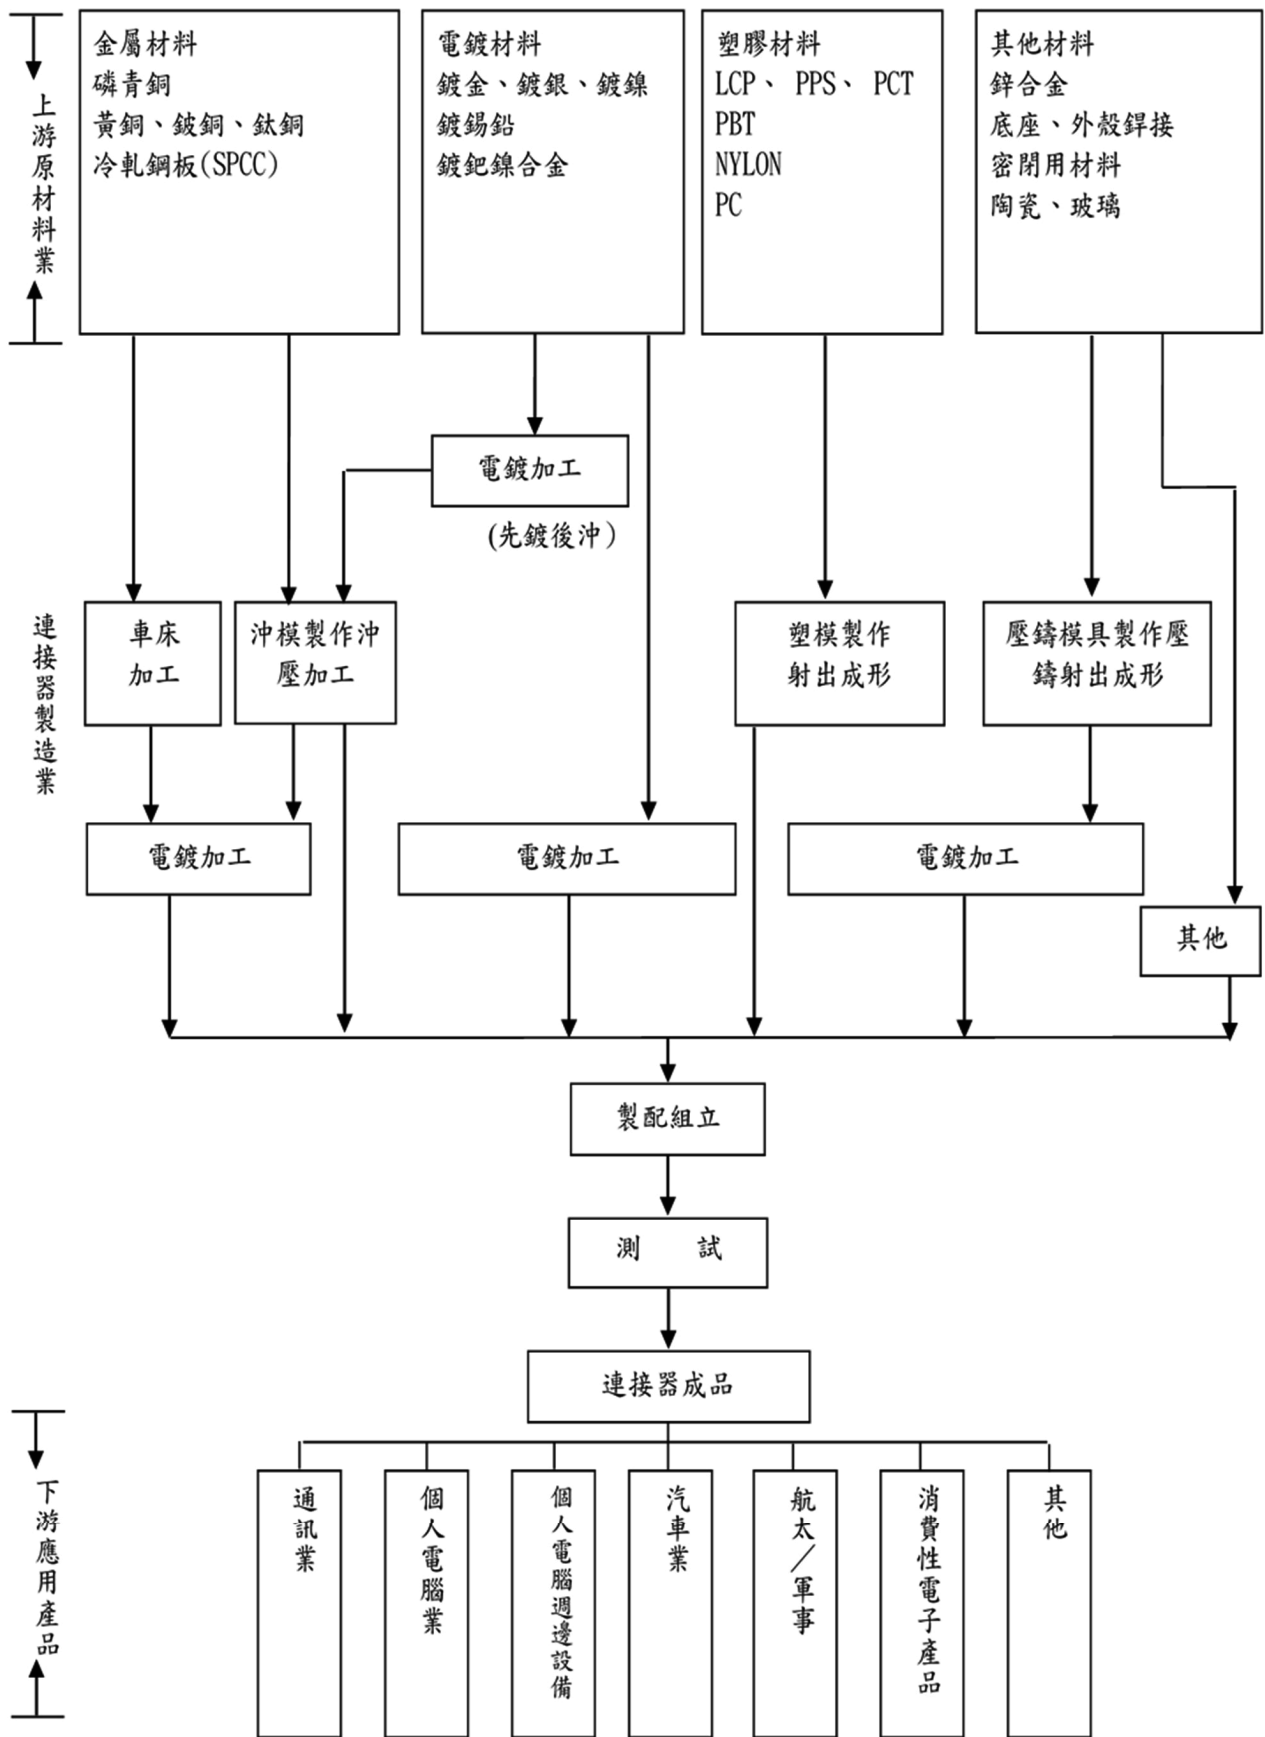 上游原材料業
金屬材料
磷青銅
黃銅、鈹銅、鈦銅
冷軋鋼板(SPCC)
電鍍材料
鍍金、鍍銀、鍍鎳
鍍錫鉛
鍍鈀鎳合金
塑膠材料
LCP、 PPS、 PCT
PBT
NYLON
PC
其他材料
鋅合金
底座、外殼銲接
密閉用材料
陶瓷、玻璃
連接器製造業
電鍍加工
(先鍍後沖)
車床
加工
沖模製作沖
壓加工
塑模製作
射出成形
壓鑄模具製作壓
鑄射出成形
電鍍加工
電鍍加工
電鍍加工
其他
製配組立
測 試
連接器成品
下游應用產品
通訊業
個人電腦業
個人電腦週邊設備
汽車業
航太／軍事
消費性電子產品
其他